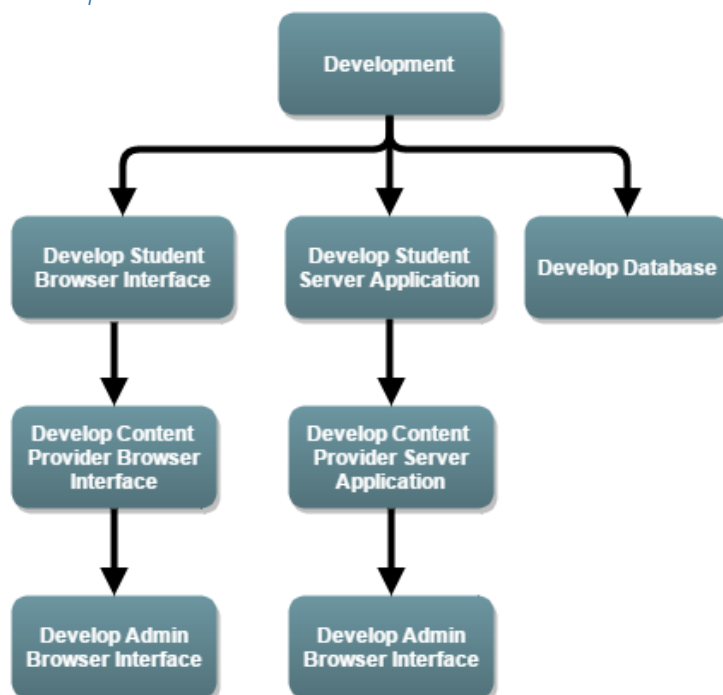 Development
Develop Student
Browser Interface
Develop Student
Server Application
Develop Database
Develop Content
Provider Browser
Interface
Develop Content
Provider Server
Application
Develop Admin
Browser Interface
Develop Admin
Browser Interface